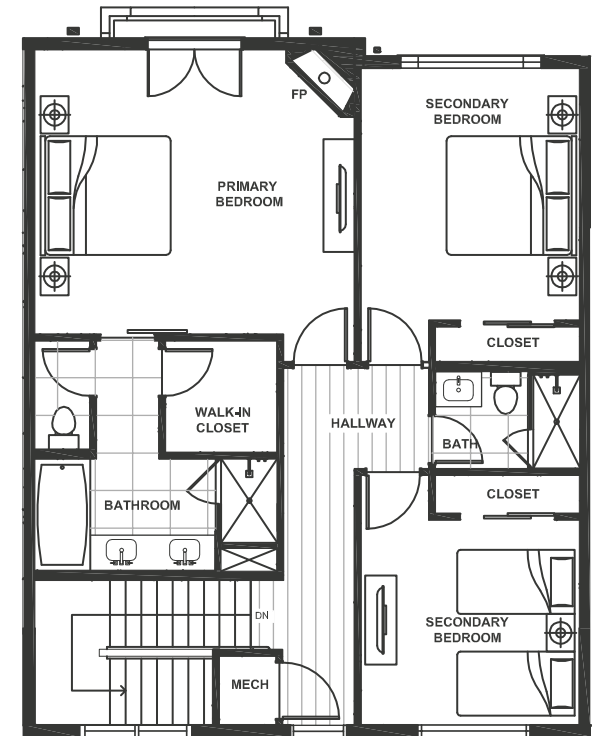 FP
SECONDARY
BEDROOM
PRIMARY
BEDROOM
CLOSET
WALK-IN
CLOSET
HALLWAY
BATH
CLOSET
BATHROOM
DN
SECONDARY
BEDROOM
MECH